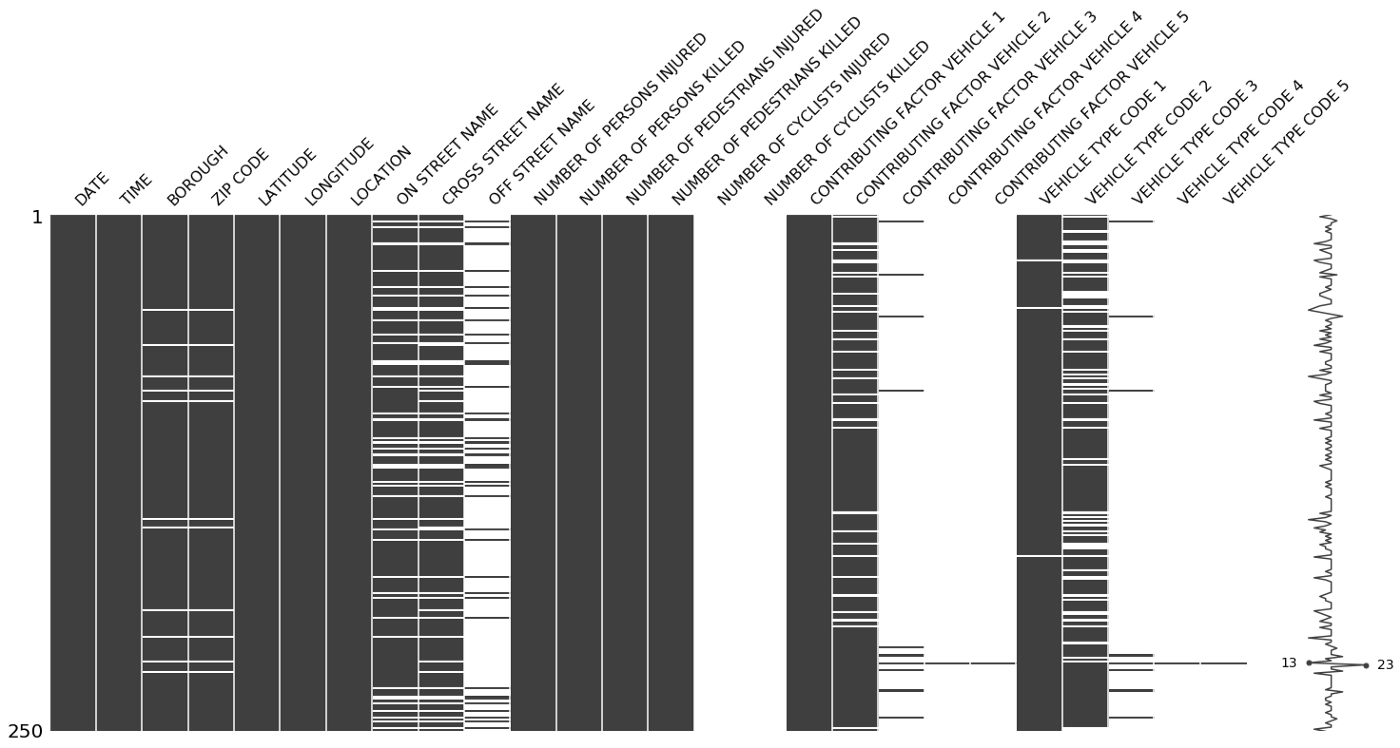 DATE
TIME
BOROUGH
ZIP CODE
LATITUDE
LONGITUDE
LOCATION
ON STREET NAME
CROSS STREET NAME
OFF STREET NAME
NUMBER OF PERSONS INJURED
NUMBER OF PERSONS KILLED
NUMBER OF PEDESTRIANS INJURED
NUMBER OF PEDESTRIANS KILLED
NUMBER OF CYCLISTS INJURED
NUMBER OF CYCLISTS KILLED
CONTRIBUTING FACTOR VEHICLE 1
CONTRIBUTING FACTOR VEHICLE 2
CONTRIBUTING FACTOR VEHICLE 3
CONTRIBUTING FACTOR VEHICLE 4
CONTRIBUTING FACTOR VEHICLE 5
VEHICLE TYPE CODE 1
VEHICLE TYPE CODE 2
VEHICLE TYPE CODE 3
VEHICLE TYPE CODE 4
VEHICLE TYPE CODE 5
1
13
23
250